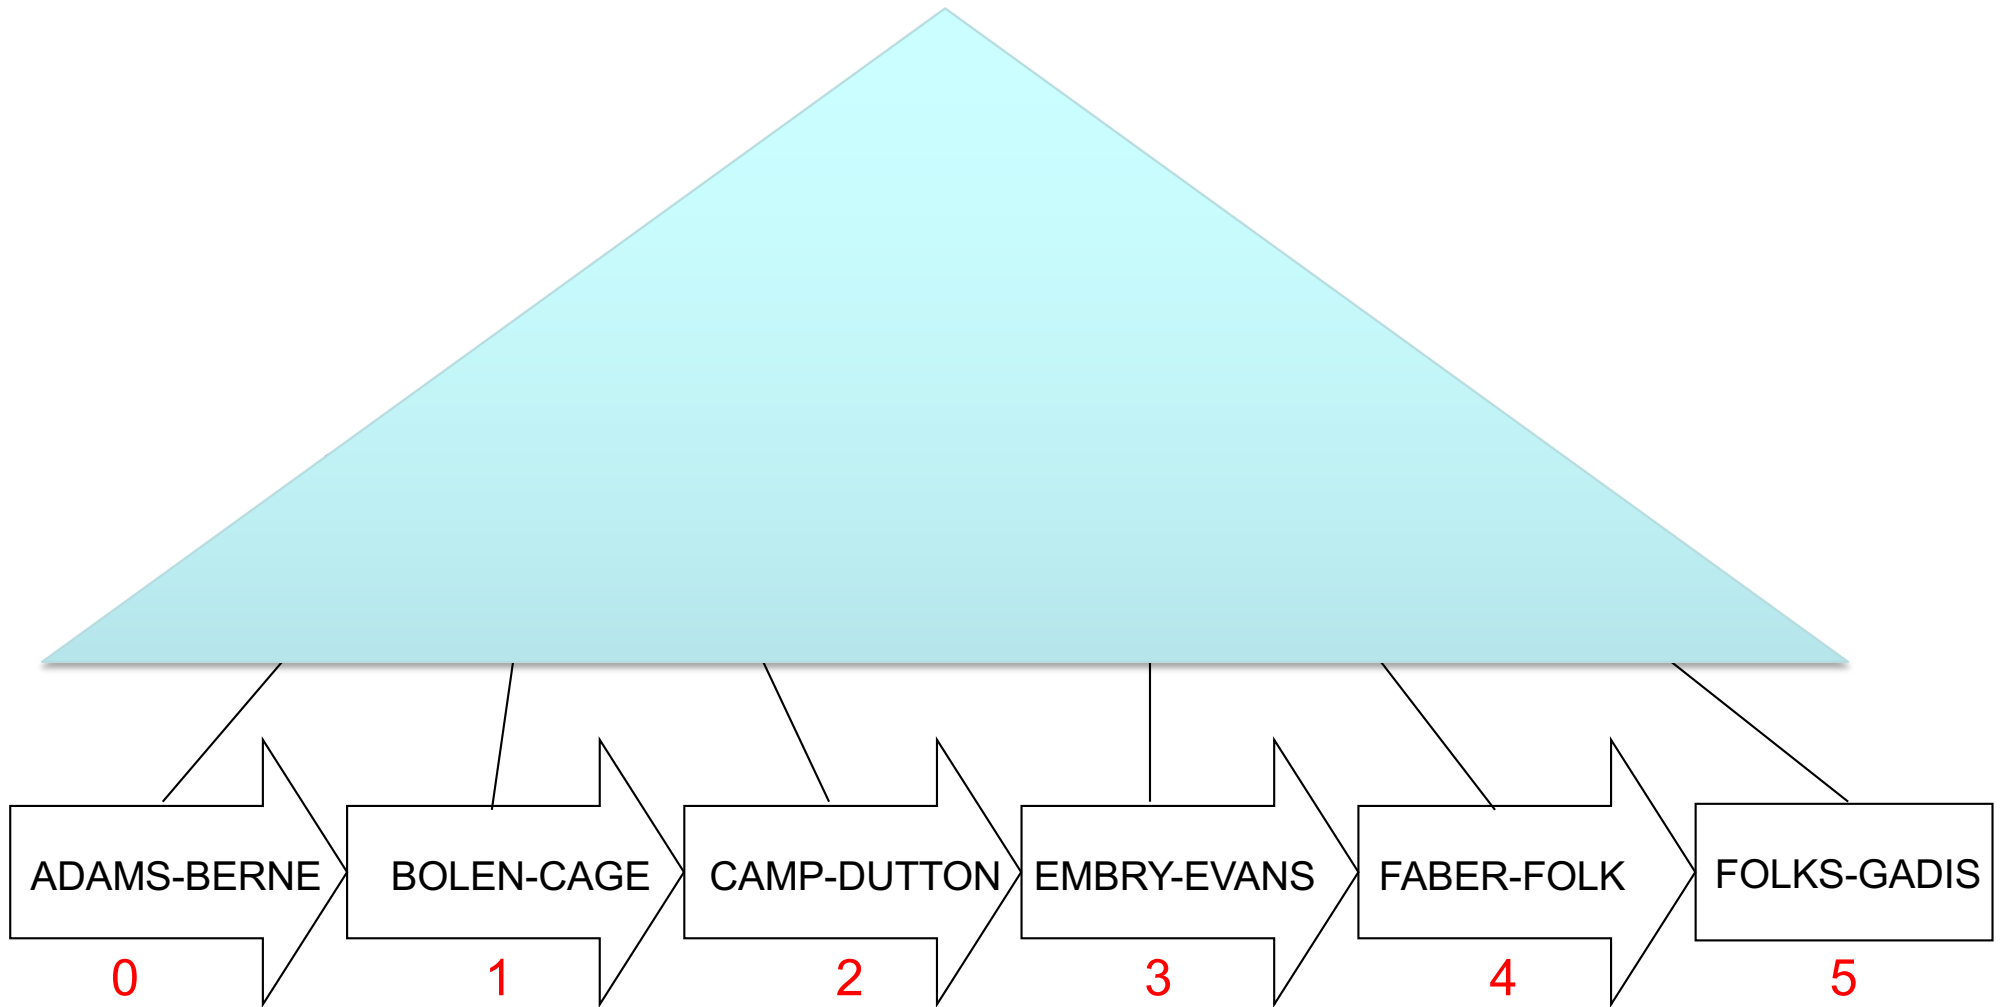 ADAMS-BERNE
BOLEN-CAGE
CAMP-DUTTON
EMBRY-EVANS
FABER-FOLK
FOLKS-GADIS
0
1
2
3
4
5